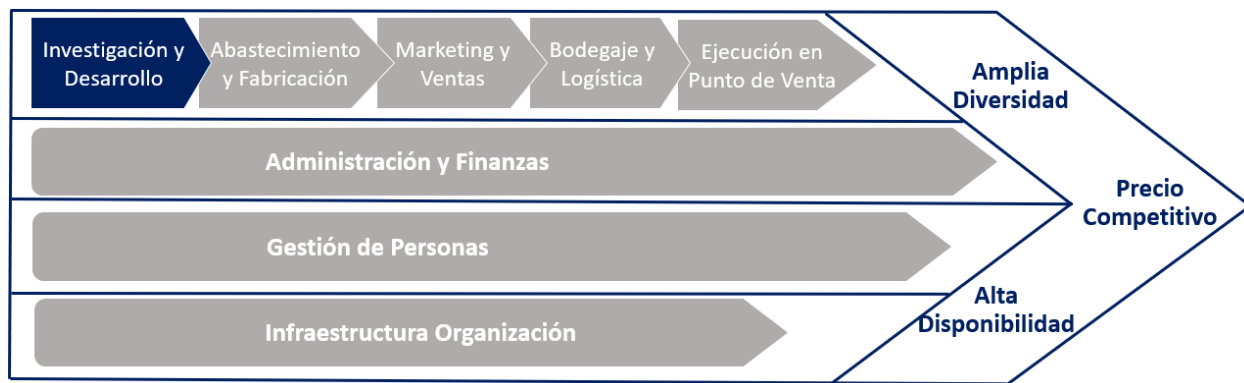 Investigación y
Desarrollo
Abastecimiento
y Fabricación
Marketing y
Ventas
Bodegaje y
Logística
Ejecución en
Punto de Venta
Amplia
Diversidad
Administración y Finanzas
Precio
Competitivo
Gestión de Personas
Alta
Disponibilidad
Infraestructura Organización